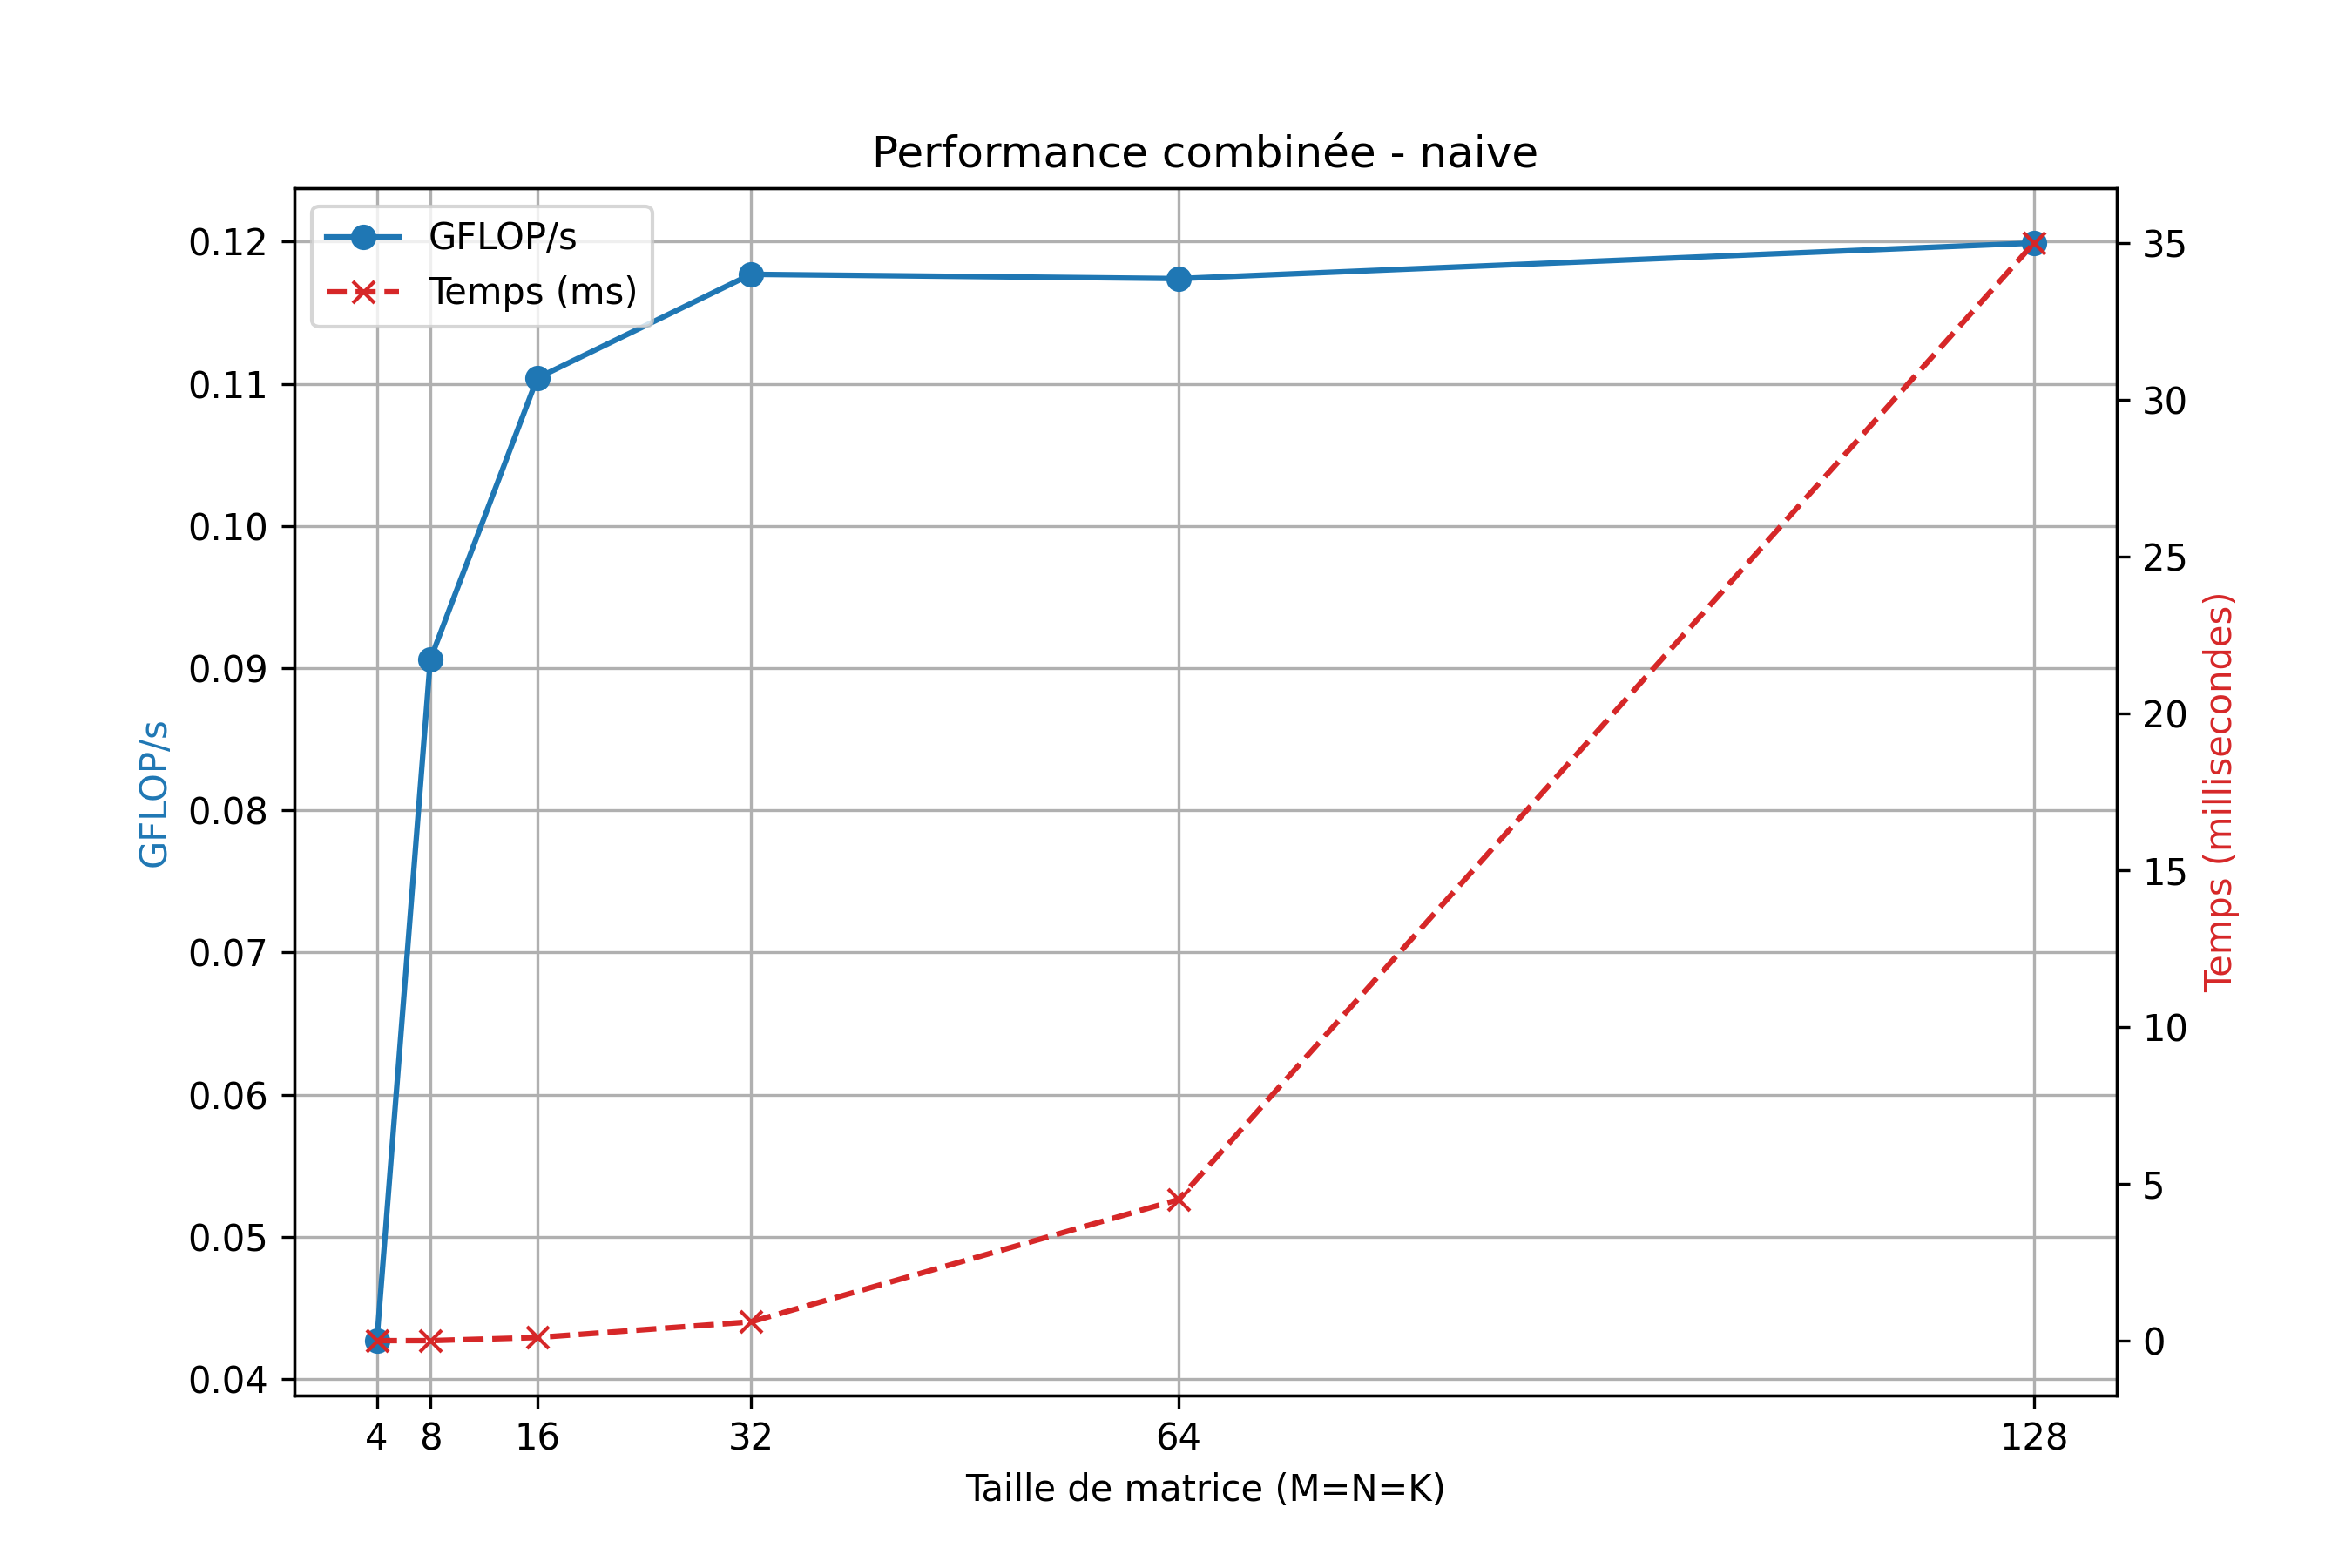 Performance combinée - naive
GFLOP/s
Temps (ms)
0.12
0.11
0.10
0.09
0.08
0.07
0.06
0.05
0.04
GFLOP/s
35
30
25
20
15
10
5
0
Temps (millisecondes)
4 8 16 32 64 128
Taille de matrice (M=N=K)